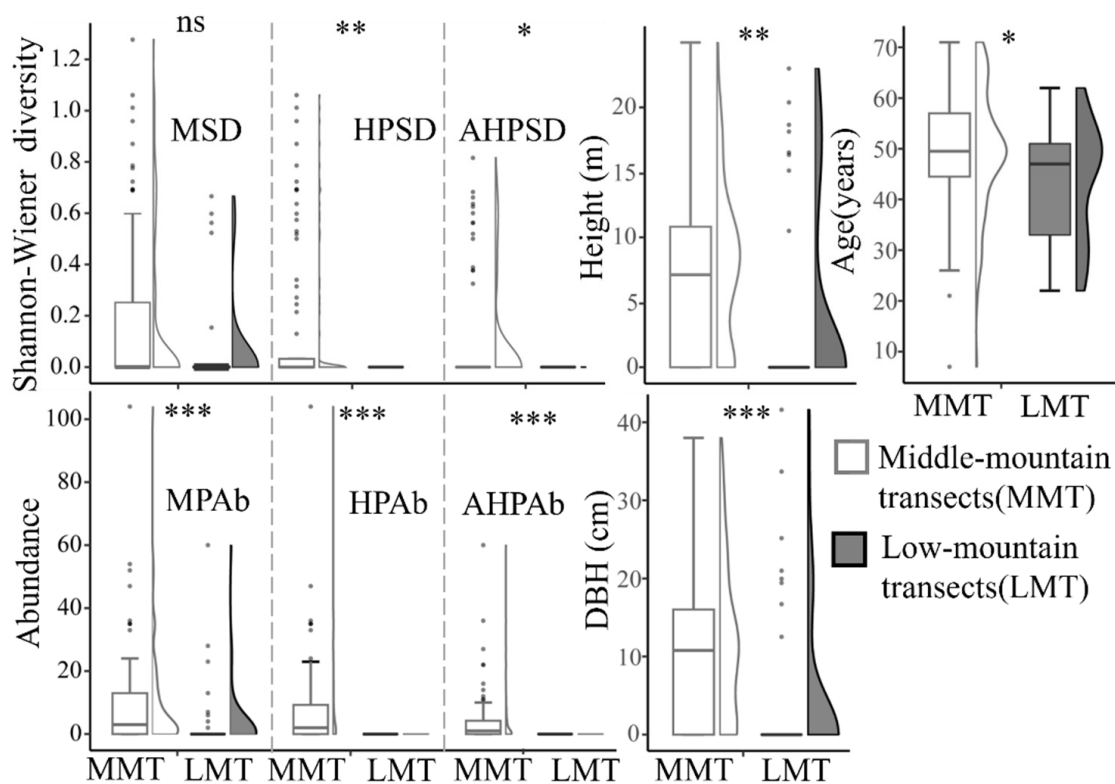 ns
**
*
Shannon-Wiener diversity
1.2
1.0
0.8
0.6
0.4
0.2
0.0
MSD
HPSD
AHPSD
**
Height (m)
20
15
10
5
0
*
Age(years)
70
60
50
40
30
20
10
MMT LMT
***
***
***
Abundance
100
80
60
40
20
0
MPAb
HPAb
AHPAb
MMT LMT MMT LMT MMT LMT
***
DBH (cm)
40
30
20
10
0
MMT LMT
Middle-mountain
transects(MMT)
Low-mountain
transects(LMT)